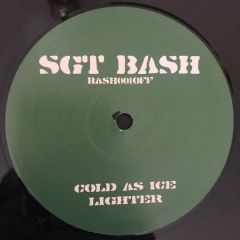 SGT BASH
BASH001OFF
COLD AS ICE
LIGHTER